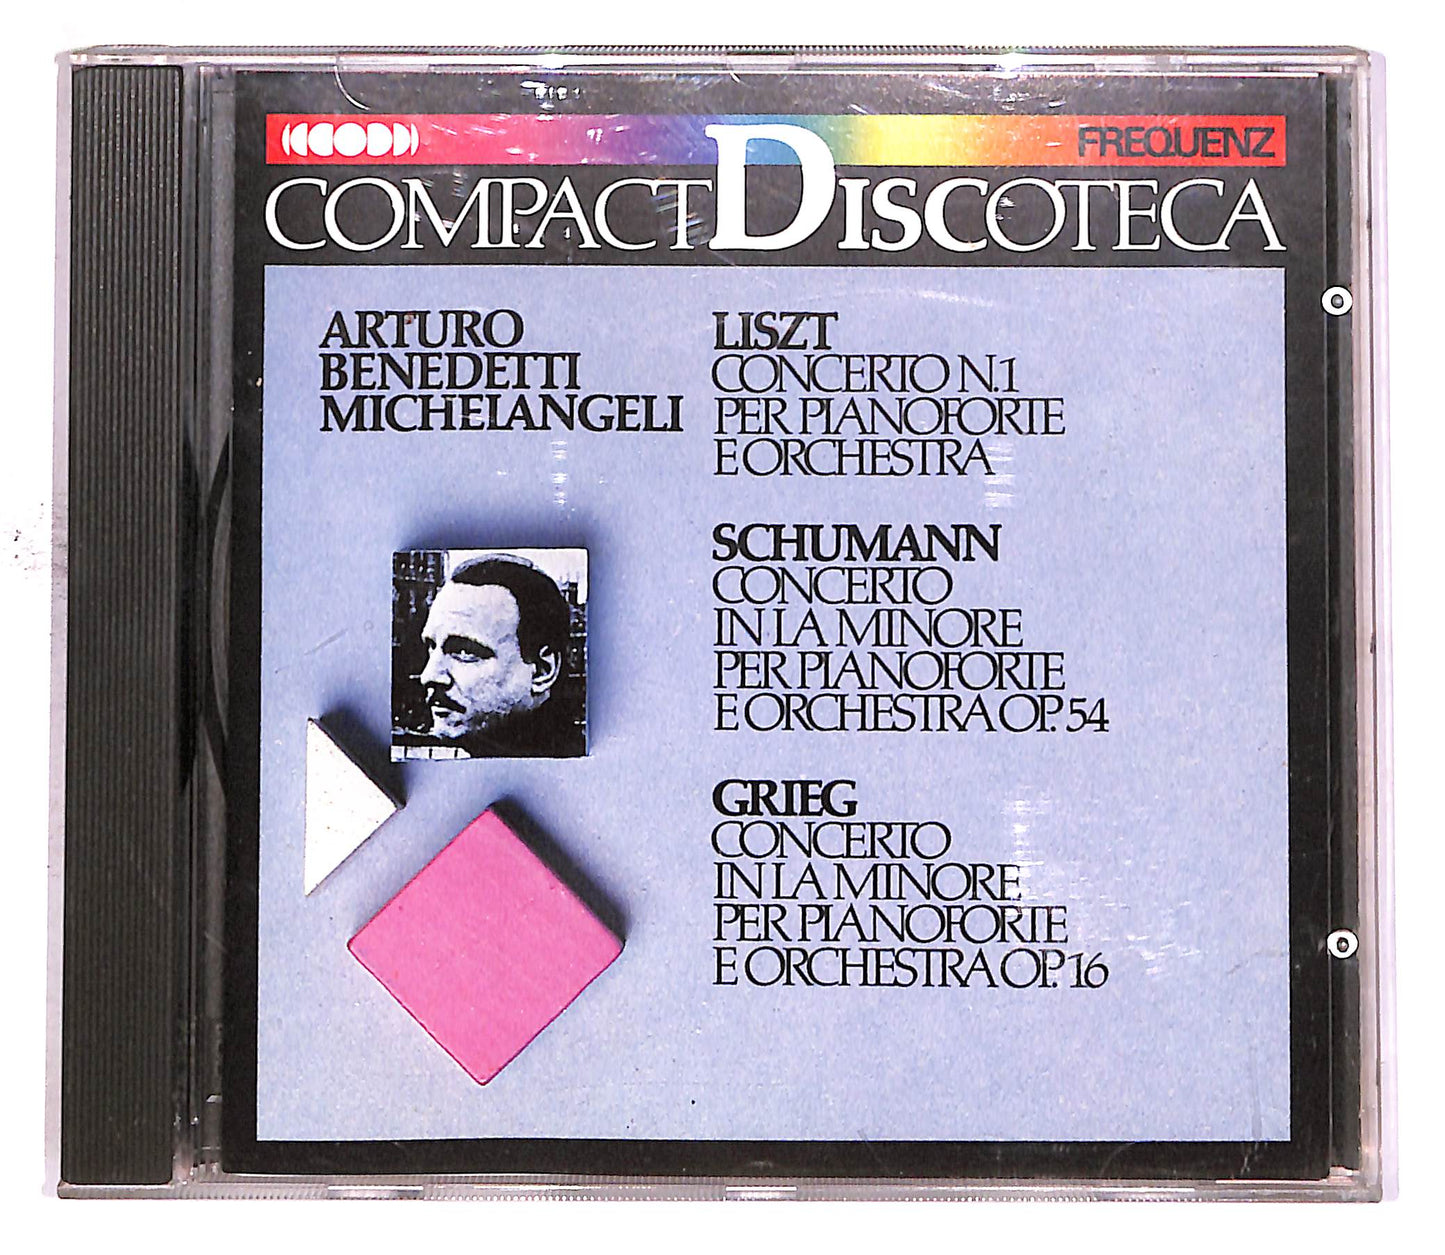 FREQUENZ
COMPACT DISCOTECA
ARTURO
BENEDETTI
MICHELANGELI
LISZT
CONCERTO N.1
PER PIANOFORTE
E ORCHESTRA
SCHUMANN
CONCERTO
IN LA MINORE
PER PIANOFORTE
E ORCHESTRA OP. 54
GRIEG
CONCERTO
IN LA MINORE
PER PIANOFORTE
E ORCHESTRA OP. 16